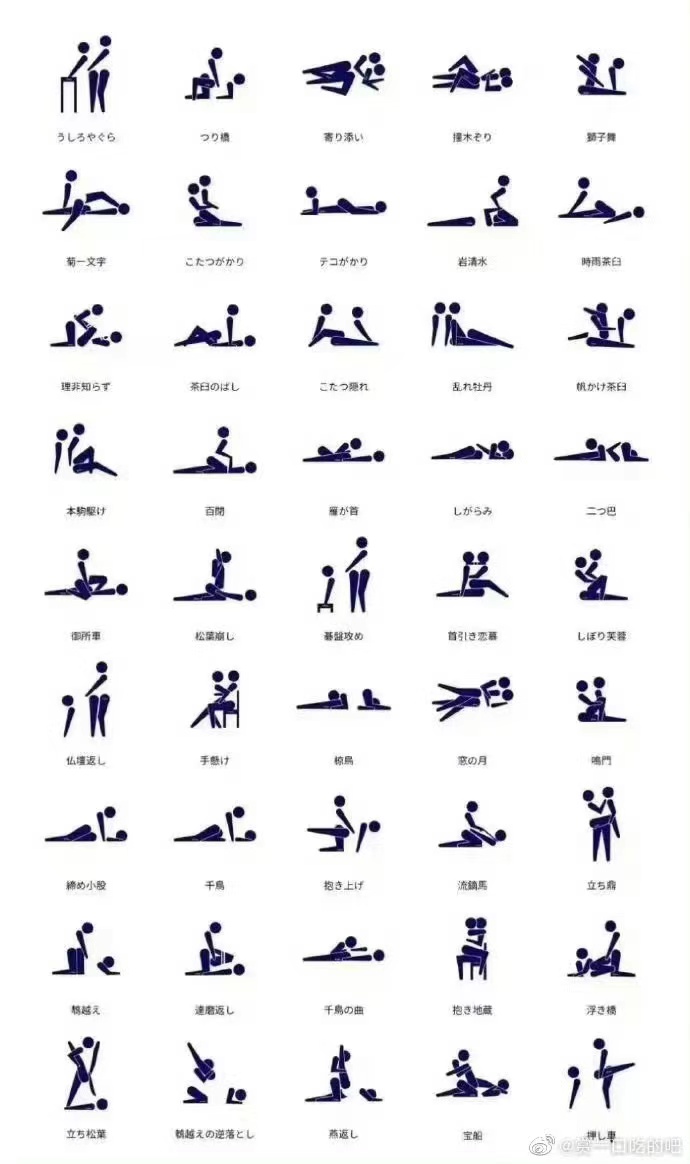 うしろやぐら
つり橋
寄り添い
撞木ぞり
獅子舞
菊一文字
こたつがかり
テコがかり
岩清水
時雨茶臼
理非知らず
茶臼のばし
こたつ隠れ
乱れ牡丹
帆かけ茶臼
本駒駆け
百閉
雁が首
しがらみ
二つ巴
御所車
松葉崩し
碁盤攻め
首引き恋慕
しぼり芙蓉
仏壇返し
手懸け
椋鳥
窓の月
鳴門
締め小股
千鳥
抱き上げ
流鏑馬
立ち鼎
鵯越え
達磨返し
千鳥の曲
抱き地蔵
浮き橋
立ち松葉
鵯越えの逆落とし
燕返し
宝船
押し車
@赏一口吃的吧